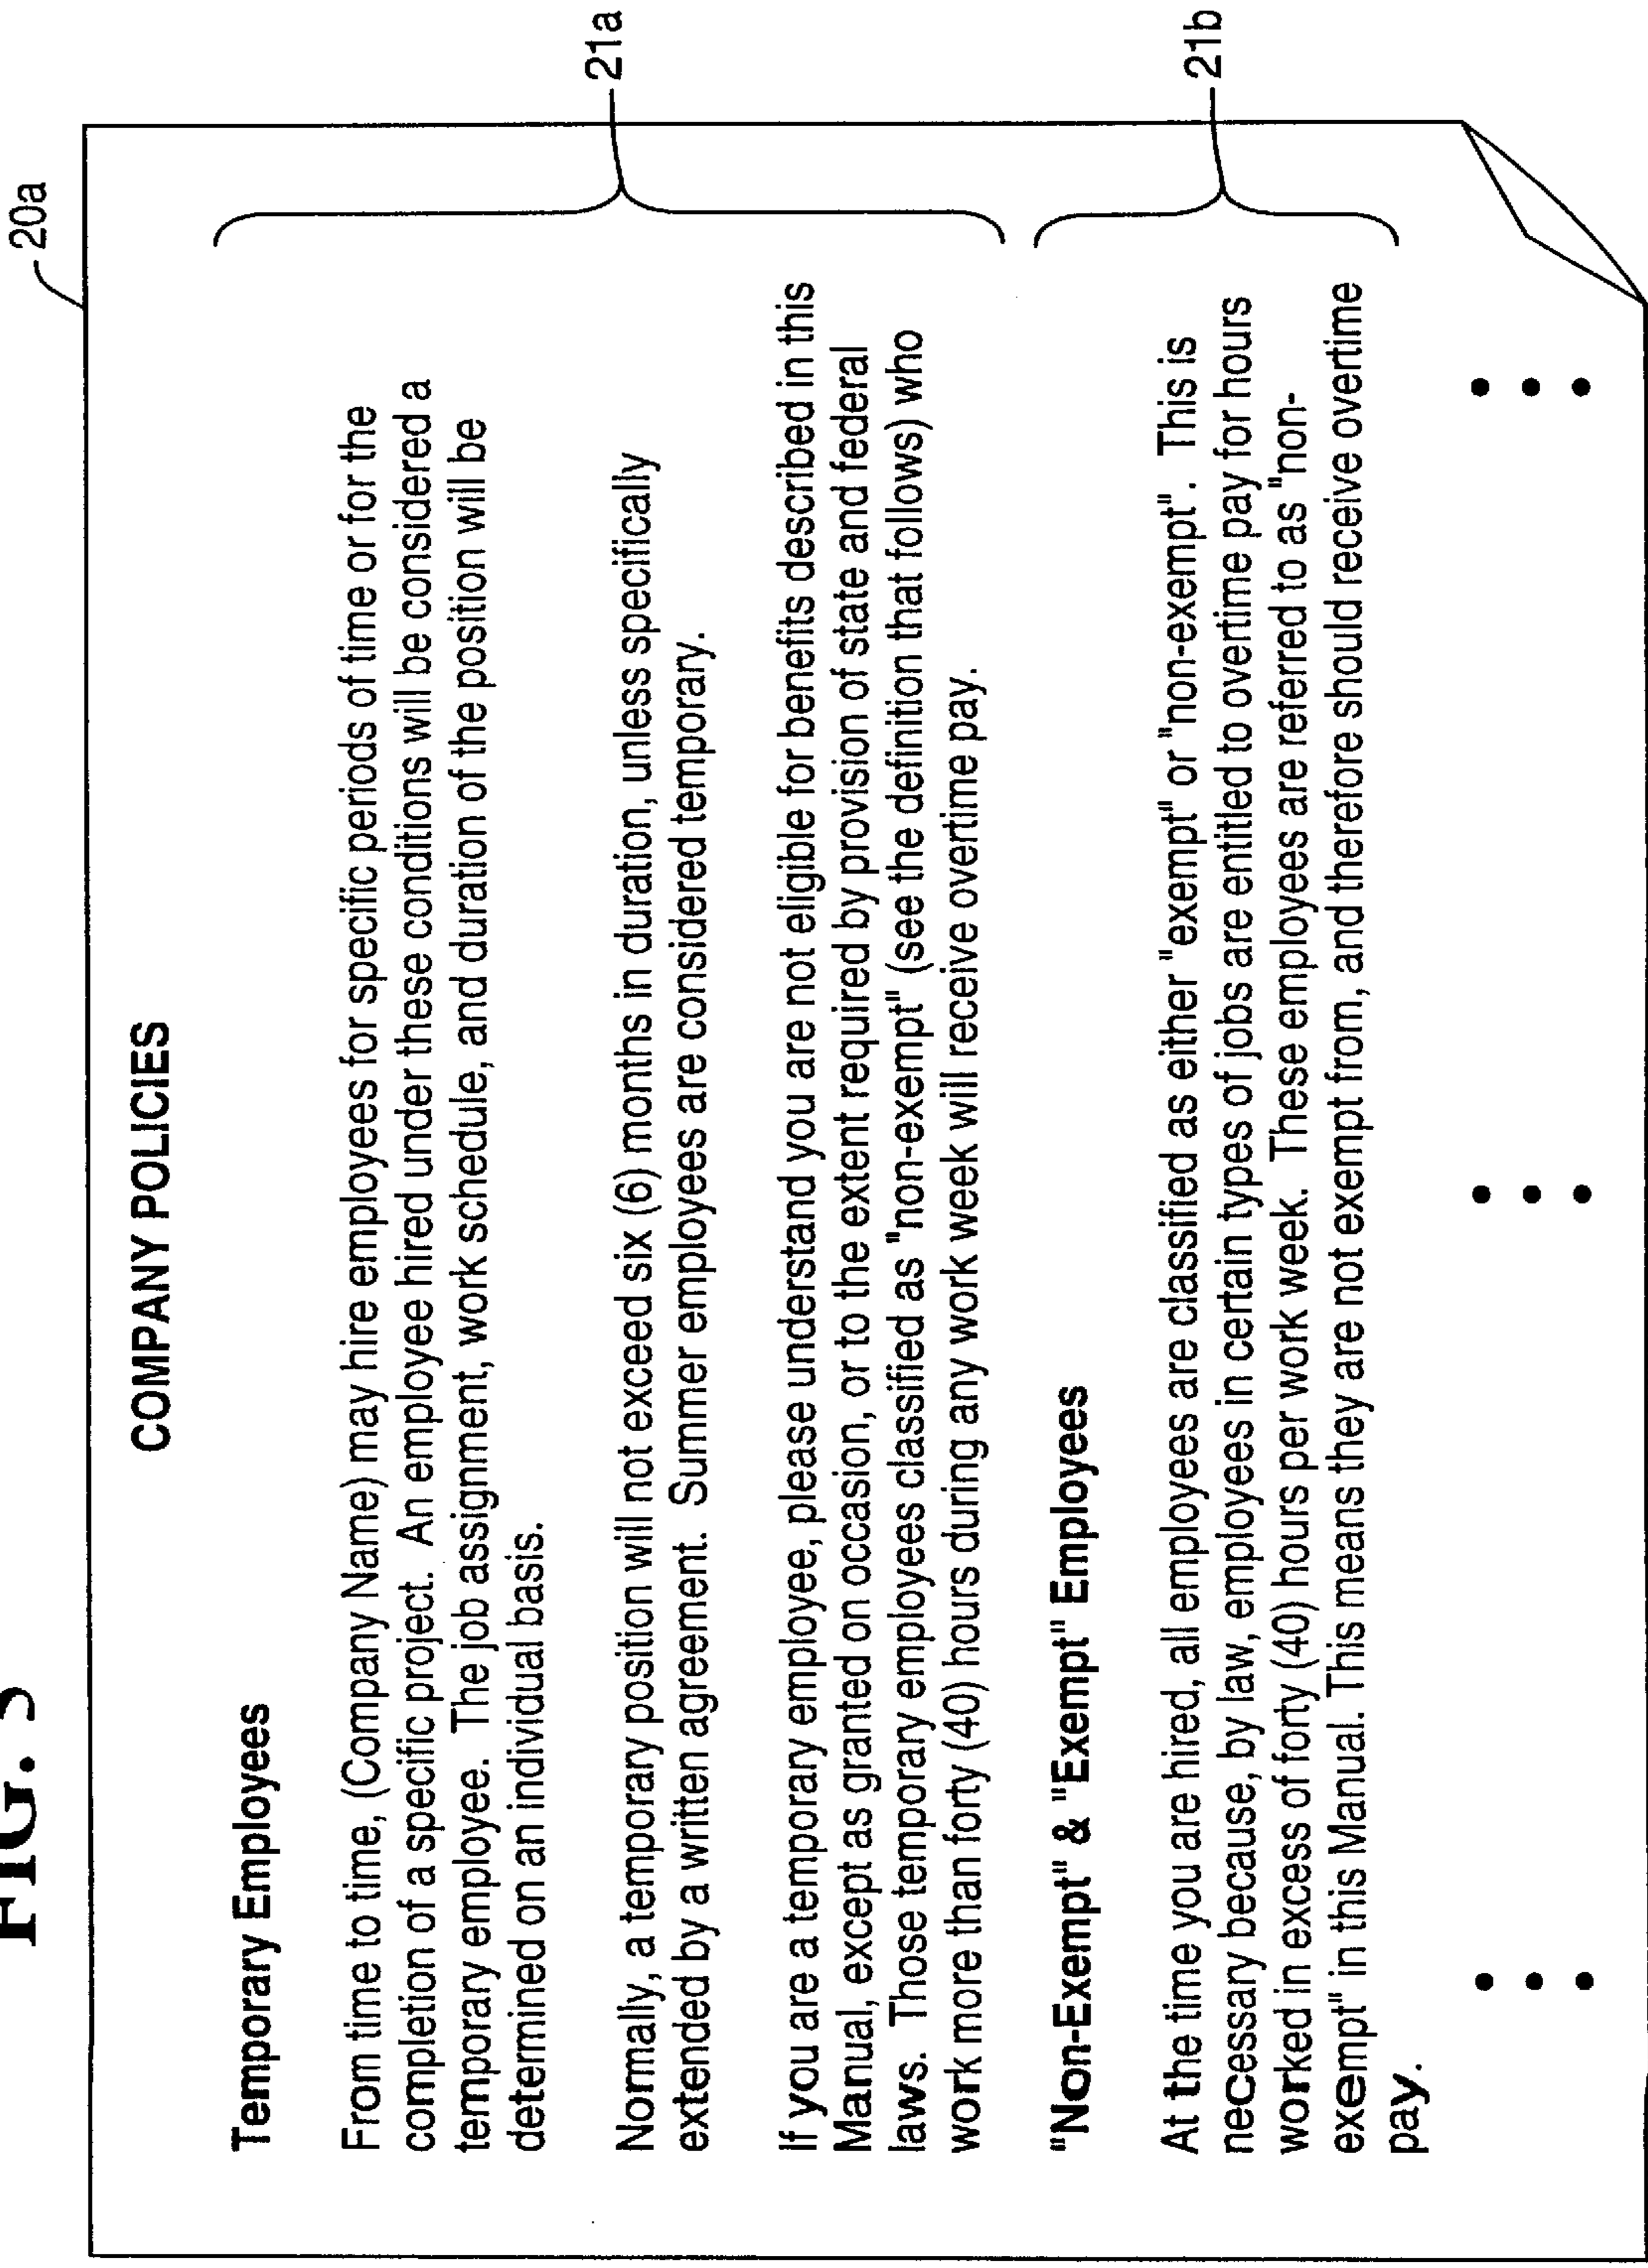 FIG.
20a
COMPANY POLICIES
Temporary Employees
From time to time, (Company Name) may hire employees for specific periods of time or for the
completion of a specific project. An employee hired under these conditions will be considered a
temporary employee. The job assignment, work schedule, and duration of the position will be
determined on an individual basis.
21a
Normally, a temporary position will not exceed six (6) months in duration, unless specifically
extended by a written agreement. Summer employees are considered temporary.
If you are a temporary employee, please understand you are not eligible for benefits described in this
Manual, except as granted on occasion, or to the extent required by provision of state and federal
laws. Those temporary employees classified as "non-exempt" (see the definition that follows) who
work more than forty (40) hours during any work week will receive overtime pay.
"Non-Exempt" & "Exempt" Employees
At the time you are hired, all employees are classified as either "exempt" or "non-exempt". This is
necessary because, by law, employees in certain types of jobs are entitled to overtime pay for hours
21b
worked in excess of forty (40) hours per work week. These employees are referred to as "non-
exempt" in this Manual. This means they are not exempt from, and therefore should receive overtime
pay.